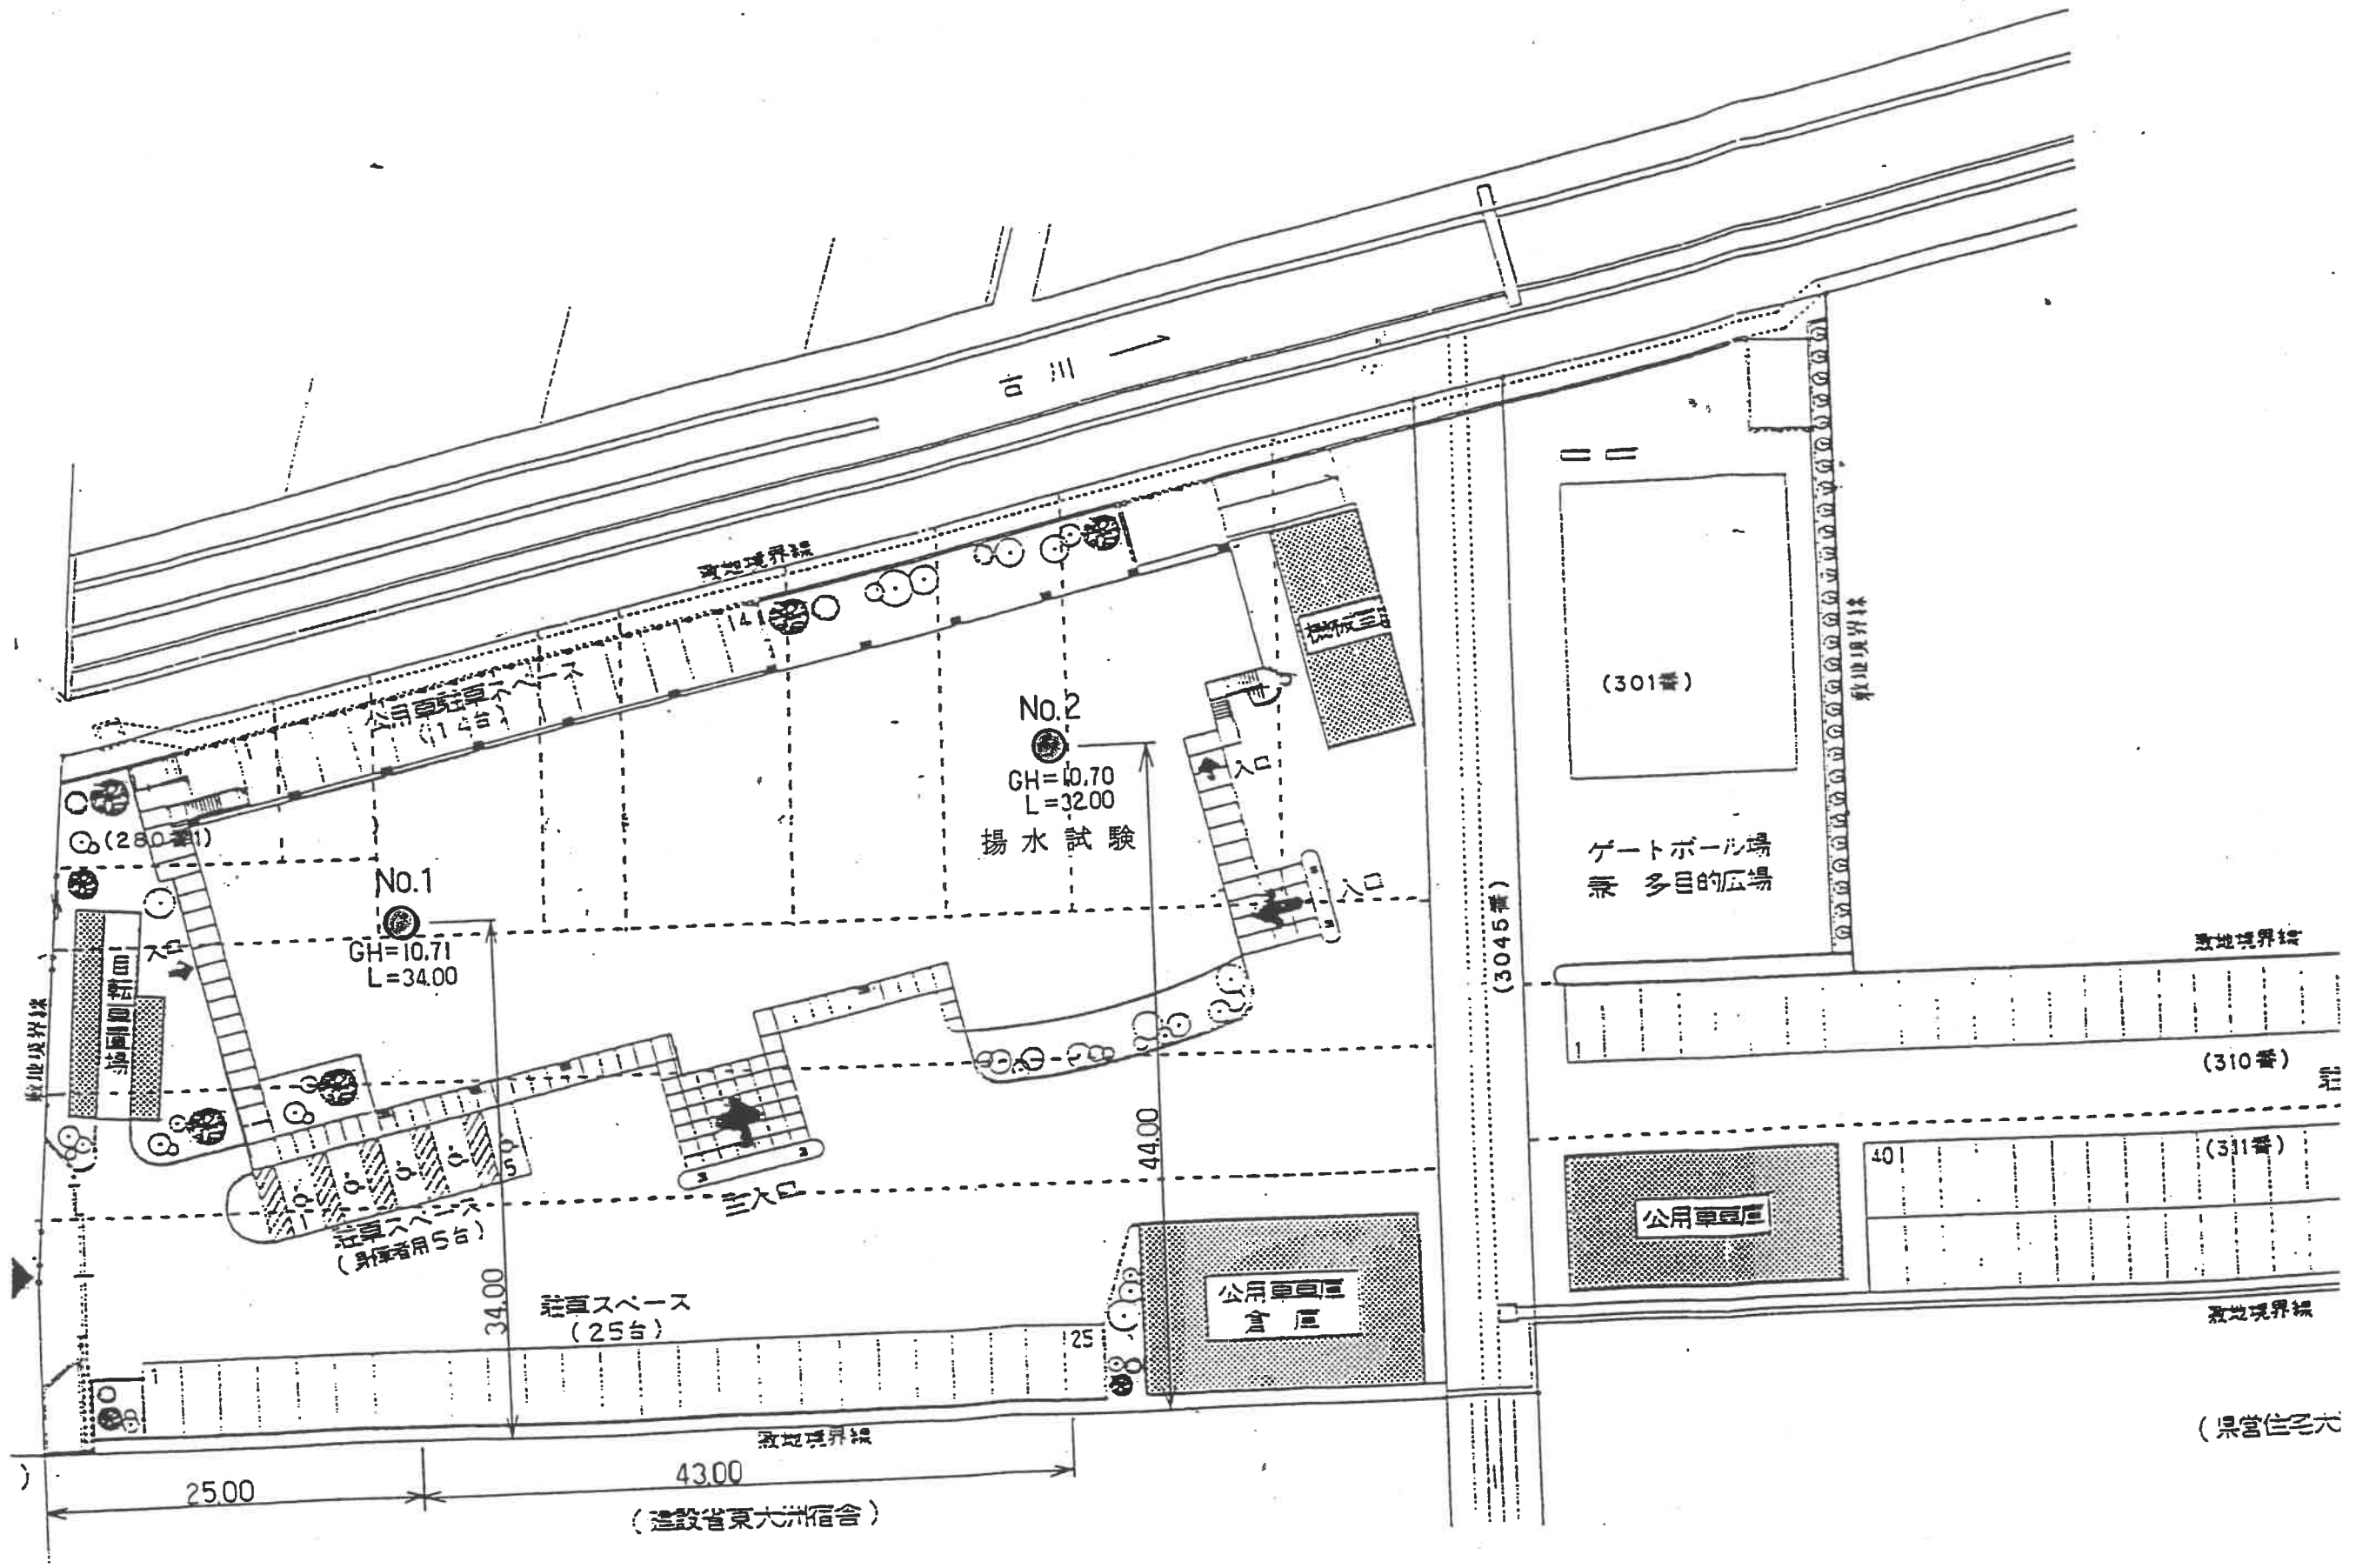 古川
敷地境界線
141
公用車駐車スペース
(14台)
機械室
(280番1)
No.2
GH=10.70
L=32.00
揚水試験
入口
入口
No.1
GH=10.71
L=34.00
入口
自転車置場
敷地境界線
(301番)
敷地境界線
ゲートボール場
兼 多目的広場
(3045番)
敷地境界線
1
(310番)
(311番)
40
公用車車庫
敷地境界線
主入口
1
5
駐車スペース
(身障者用5台)
駐車スペース
(25台)
1
25
公用車車庫
倉庫
34.00
44.00
敷地境界線
25.00
43.00
(建設省東大洲宿舎)
(県営住宅大